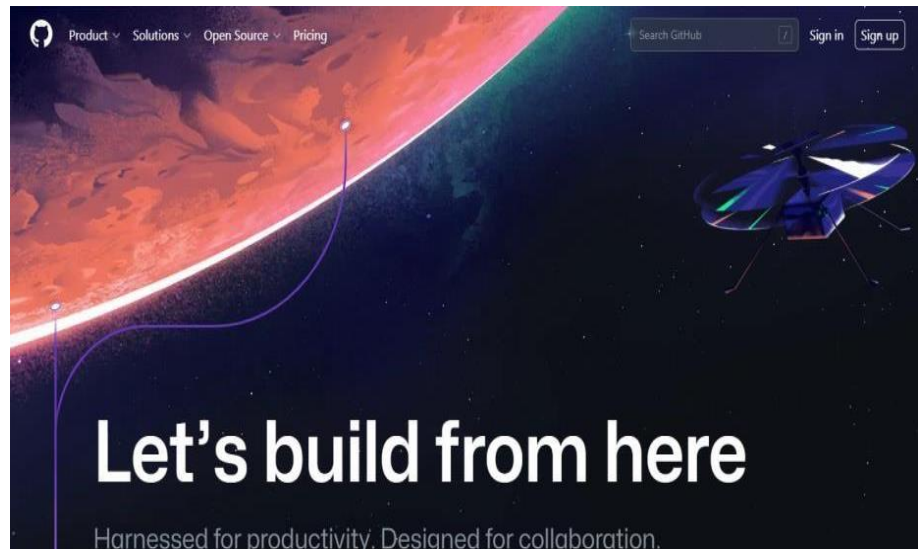 Product Solutions Open Source Pricing Search GitHub / Sign in Sign up
Let's build from here
Harnessed for productivity. Designed for collaboration.